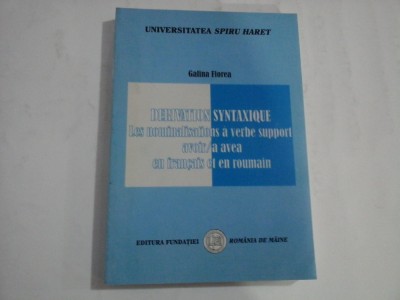 UNIVERSITATEA SPIRU HARET
Galina Florea
DERIVATION SYNTAXIQUE
Les nominalisations a verbe support
avoir/a avea
en français et en roumain
EDITURA FUNDAŢIEI ROMÂNIA DE MÂINE